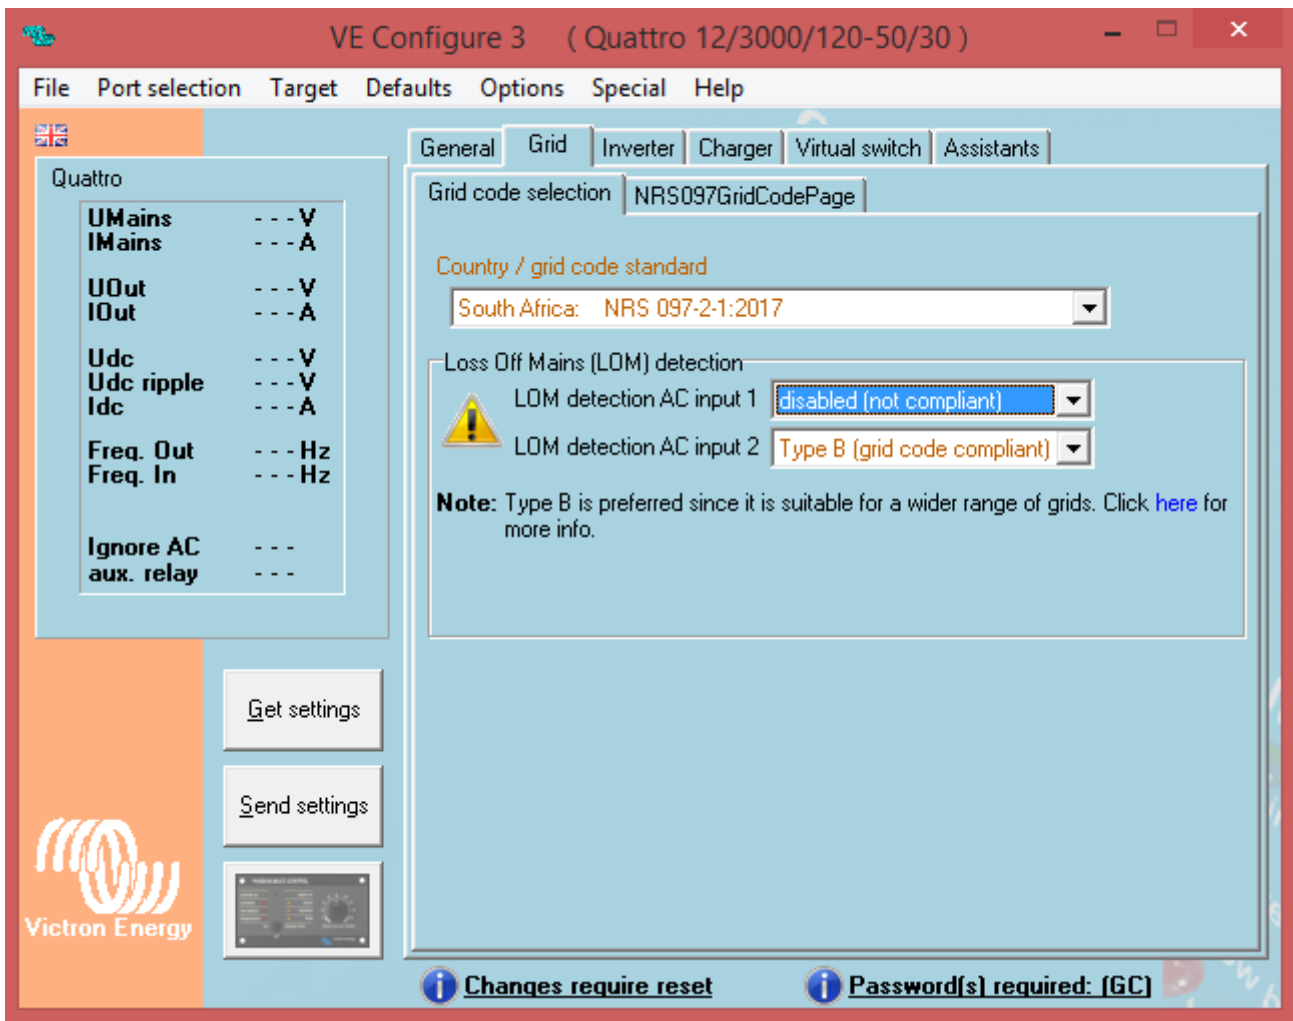 VE Configure 3 ( Quattro 12/3000/120-50/30 )
File Port selection Target Defaults Options Special Help
General Grid Inverter Charger Virtual switch Assistants
Grid code selection NRS097GridCodePage
Quattro
UMains - - - V
IMains - - - A
UOut - - - V
IOut - - - A
Udc - - - V
Udc ripple - - - V
Idc - - - A
Freq. Out - - - Hz
Freq. In - - - Hz
Ignore AC - - -
aux. relay - - -
Country / grid code standard
South Africa: NRS 097-2-1:2017
Loss Off Mains (LOM) detection
LOM detection AC input 1 disabled (not compliant)
LOM detection AC input 2 Type B (grid code compliant)
Note: Type B is preferred since it is suitable for a wider range of grids. Click here for
more info.
Get settings
Send settings
Victron Energy
Changes require reset Password(s) required: (GC)